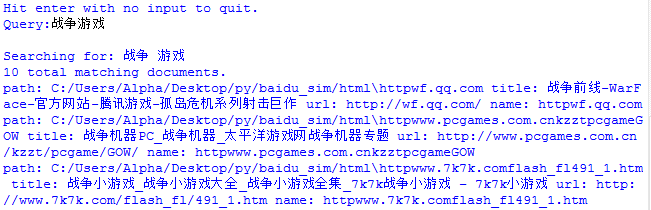 Hit enter with no input to quit.
Query:战争游戏
Searching for: 战争 游戏
10 total matching documents.
path: C:/Users/Alpha/Desktop/py/baidu_sim/html\httpwf.qq.com title: 战争前线-WarF
ace-官方网站-腾讯游戏-孤岛危机系列射击巨作 url: http://wf.qq.com/ name: httpwf.qq.com
path: C:/Users/Alpha/Desktop/py/baidu_sim/html\httpwww.pcgames.com.cnkzztpcgameG
OW title: 战争机器PC_战争机器_太平洋游戏网战争机器专题 url: http://www.pcgames.com.cn
/kzzt/pcgame/GOW/ name: httpwww.pcgames.com.cnkzztpcgameGOW
path: C:/Users/Alpha/Desktop/py/baidu_sim/html\httpwww.7k7k.comflash_fl491_1.htm
 title: 战争小游戏_战争小游戏大全_战争小游戏全集_7k7k战争小游戏 - 7k7k小游戏 url: http:
//www.7k7k.com/flash_fl/491_1.htm name: httpwww.7k7k.comflash_fl491_1.htm